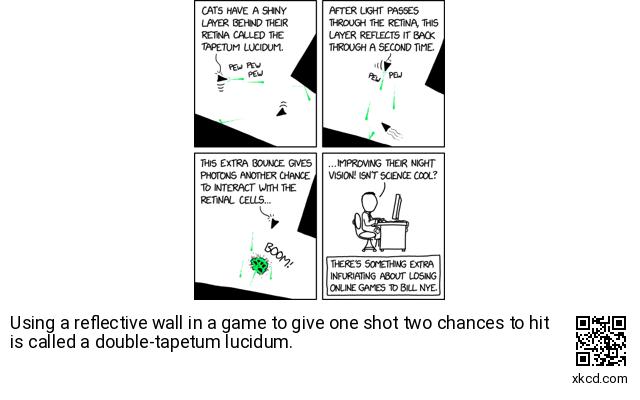 CATS HAVE A SHINY
LAYER BEHIND THEIR
RETINA CALLED THE
TAPETUM LUCIDUM.
PEW PEW
PEW
AFTER LIGHT PASSES
THROUGH THE RETINA, THIS
LAYER REFLECTS IT BACK
THROUGH A SECOND TIME.
PEW PEW
THIS EXTRA BOUNCE GIVES
PHOTONS ANOTHER CHANCE
TO INTERACT WITH THE
RETINAL CELLS...
BOOM!
...IMPROVING THEIR NIGHT
VISION! ISN'T SCIENCE COOL?
THERE'S SOMETHING EXTRA
INFURIATING ABOUT LOSING
ONLINE GAMES TO BILL NYE.
Using a reflective wall in a game to give one shot two chances to hit
is called a double-tapetum lucidum.
xkcd.com